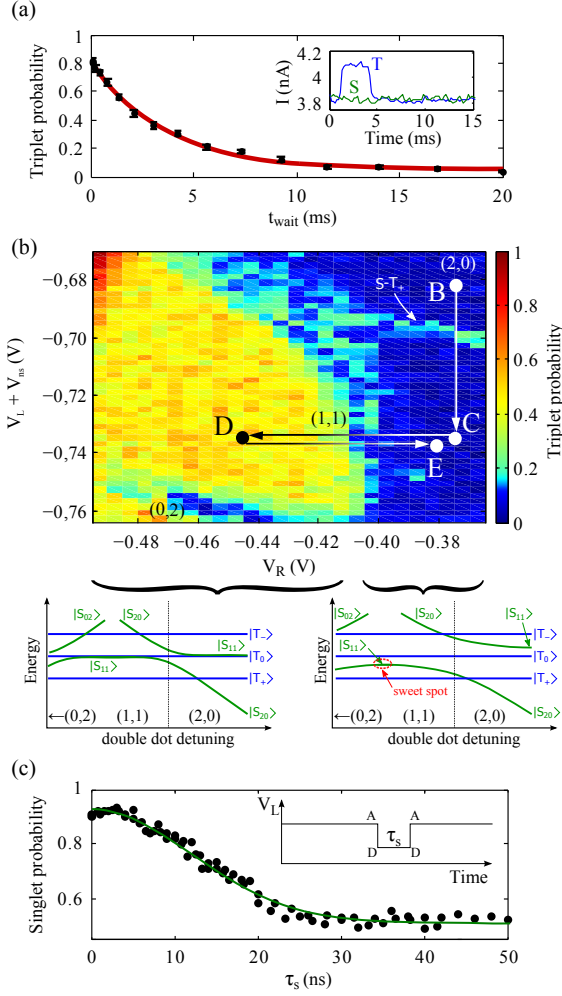 (a)
Triplet probability
1
0.8
0.6
0.4
0.2
0
0 5 10 15 20
t_wait (ms)
I (nA)
4.2
4
3.8
T
S
0 5 10 15
Time (ms)
(b)
V_L + V_ns (V)
−0.68
−0.70
−0.72
−0.74
−0.76
(2,0)
B
S-T₊
(1,1)
D
C
E
(0,2)
−0.48 −0.46 −0.44 −0.42 −0.40 −0.38
V_R (V)
1
0.8
0.6
0.4
0.2
0
Triplet probability
Energy
|S₀₂⟩ |S₂₀⟩
|T₋⟩
|S₁₁⟩
|T₀⟩
|S₁₁⟩
|T₊⟩
|S₂₀⟩
←(0,2) (1,1) (2,0)
double dot detuning
Energy
|S₀₂⟩ |S₂₀⟩
|S₁₁⟩
|T₋⟩
|S₁₁⟩
|T₀⟩
|T₊⟩
sweet spot
|S₂₀⟩
←(0,2) (1,1) (2,0)
double dot detuning
(c)
Singlet probability
1
0.8
0.6
0 10 20 30 40 50
τ_s (ns)
V_L
A A
τ_s
D D
Time